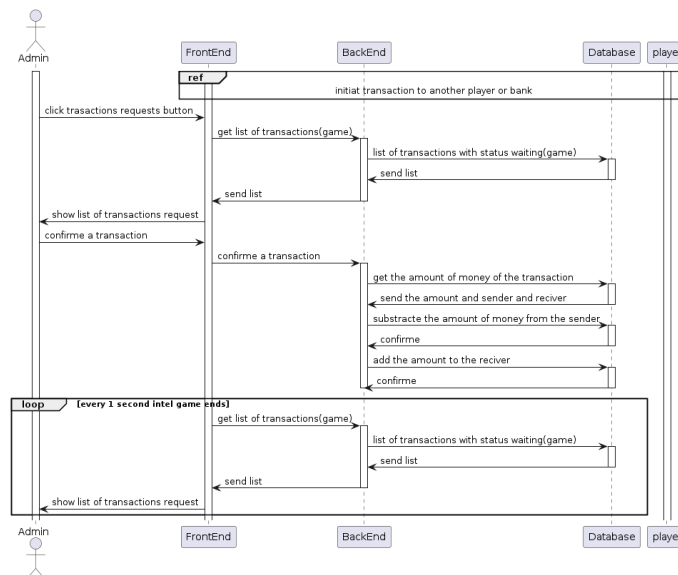 Admin
FrontEnd
BackEnd
Database
playe
ref
initiat transaction to another player or bank
click trasactions requests button
get list of transactions(game)
list of transactions with status waiting(game)
send list
send list
show list of transactions request
confirme a transaction
confirme a transaction
get the amount of money of the transaction
send the amount and sender and reciver
substracte the amount of money from the sender
confirme
add the amount to the reciver
confirme
loop [every 1 second intel game ends]
get list of transactions(game)
list of transactions with status waiting(game)
send list
send list
show list of transactions request
Admin
FrontEnd
BackEnd
Database
playe